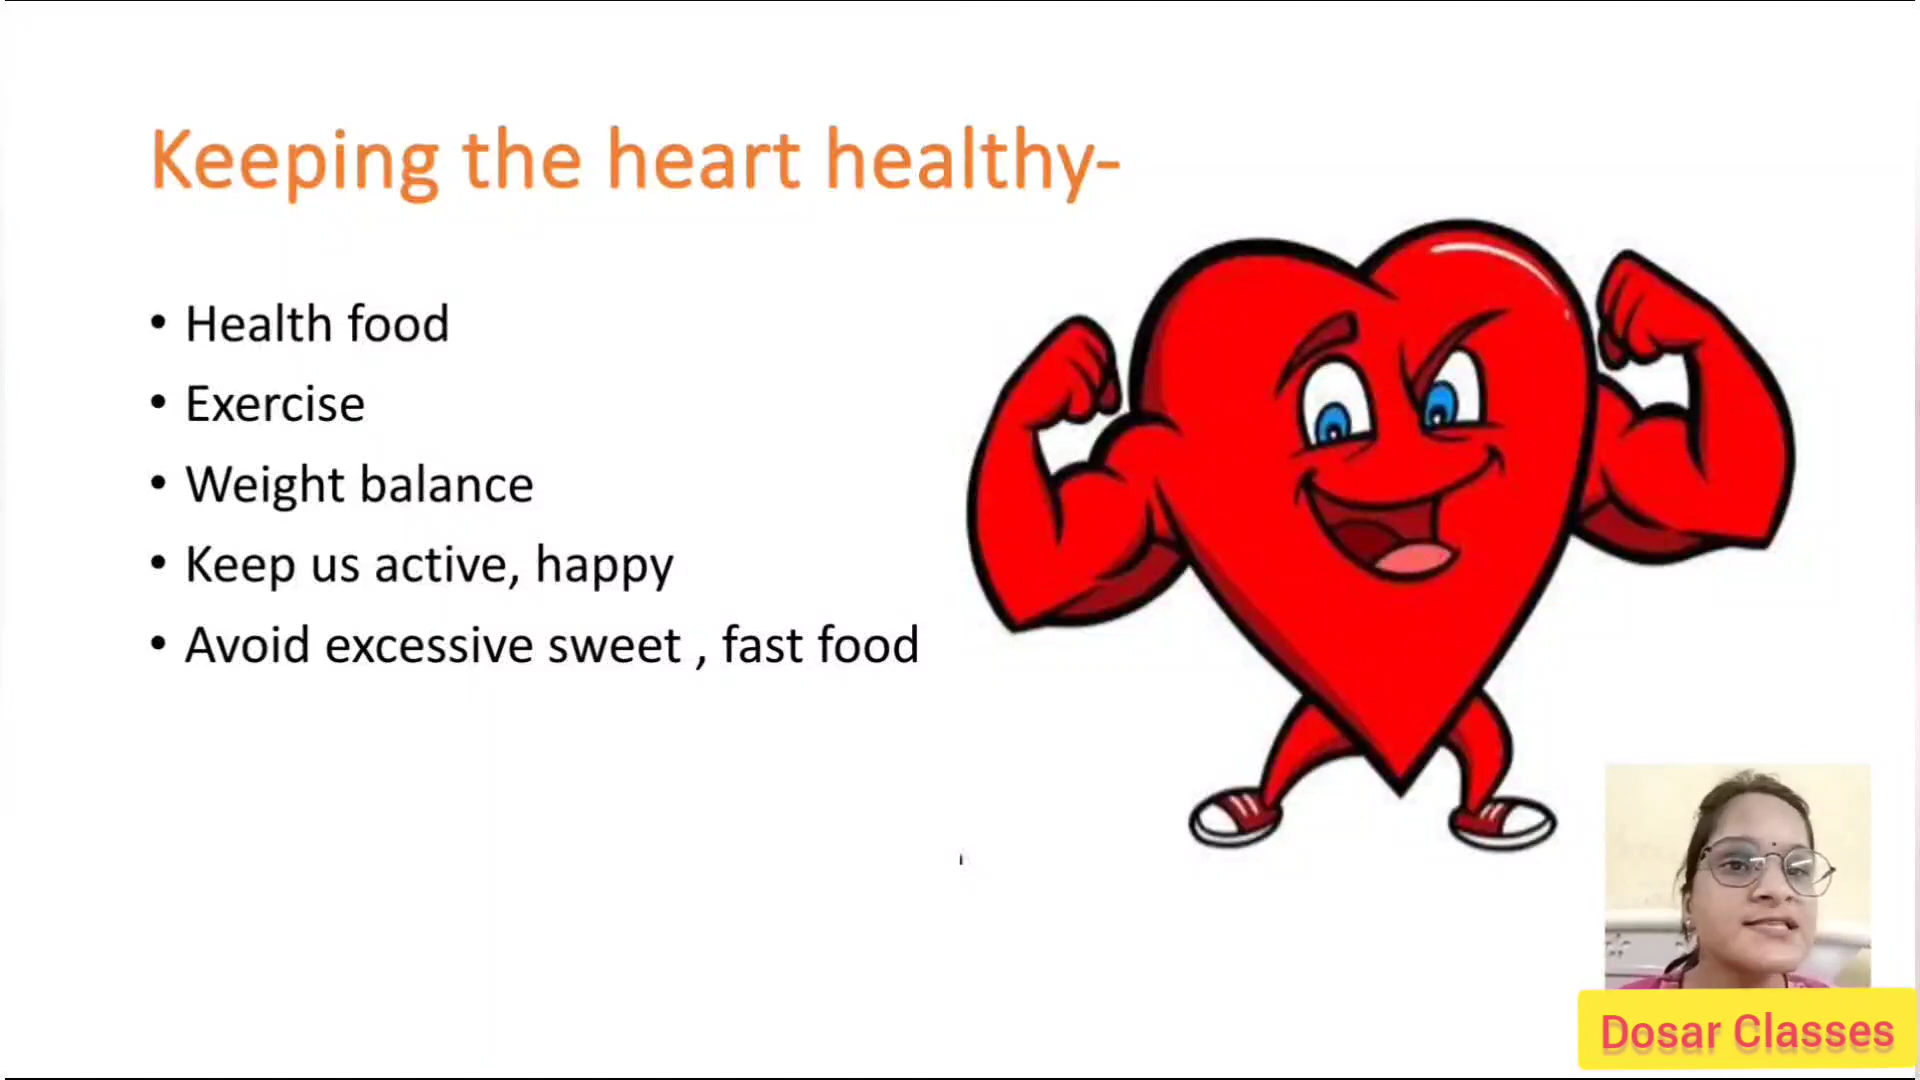 Keeping the heart healthy-
• Health food
• Exercise
• Weight balance
• Keep us active, happy
• Avoid excessive sweet , fast food
Dosar Classes